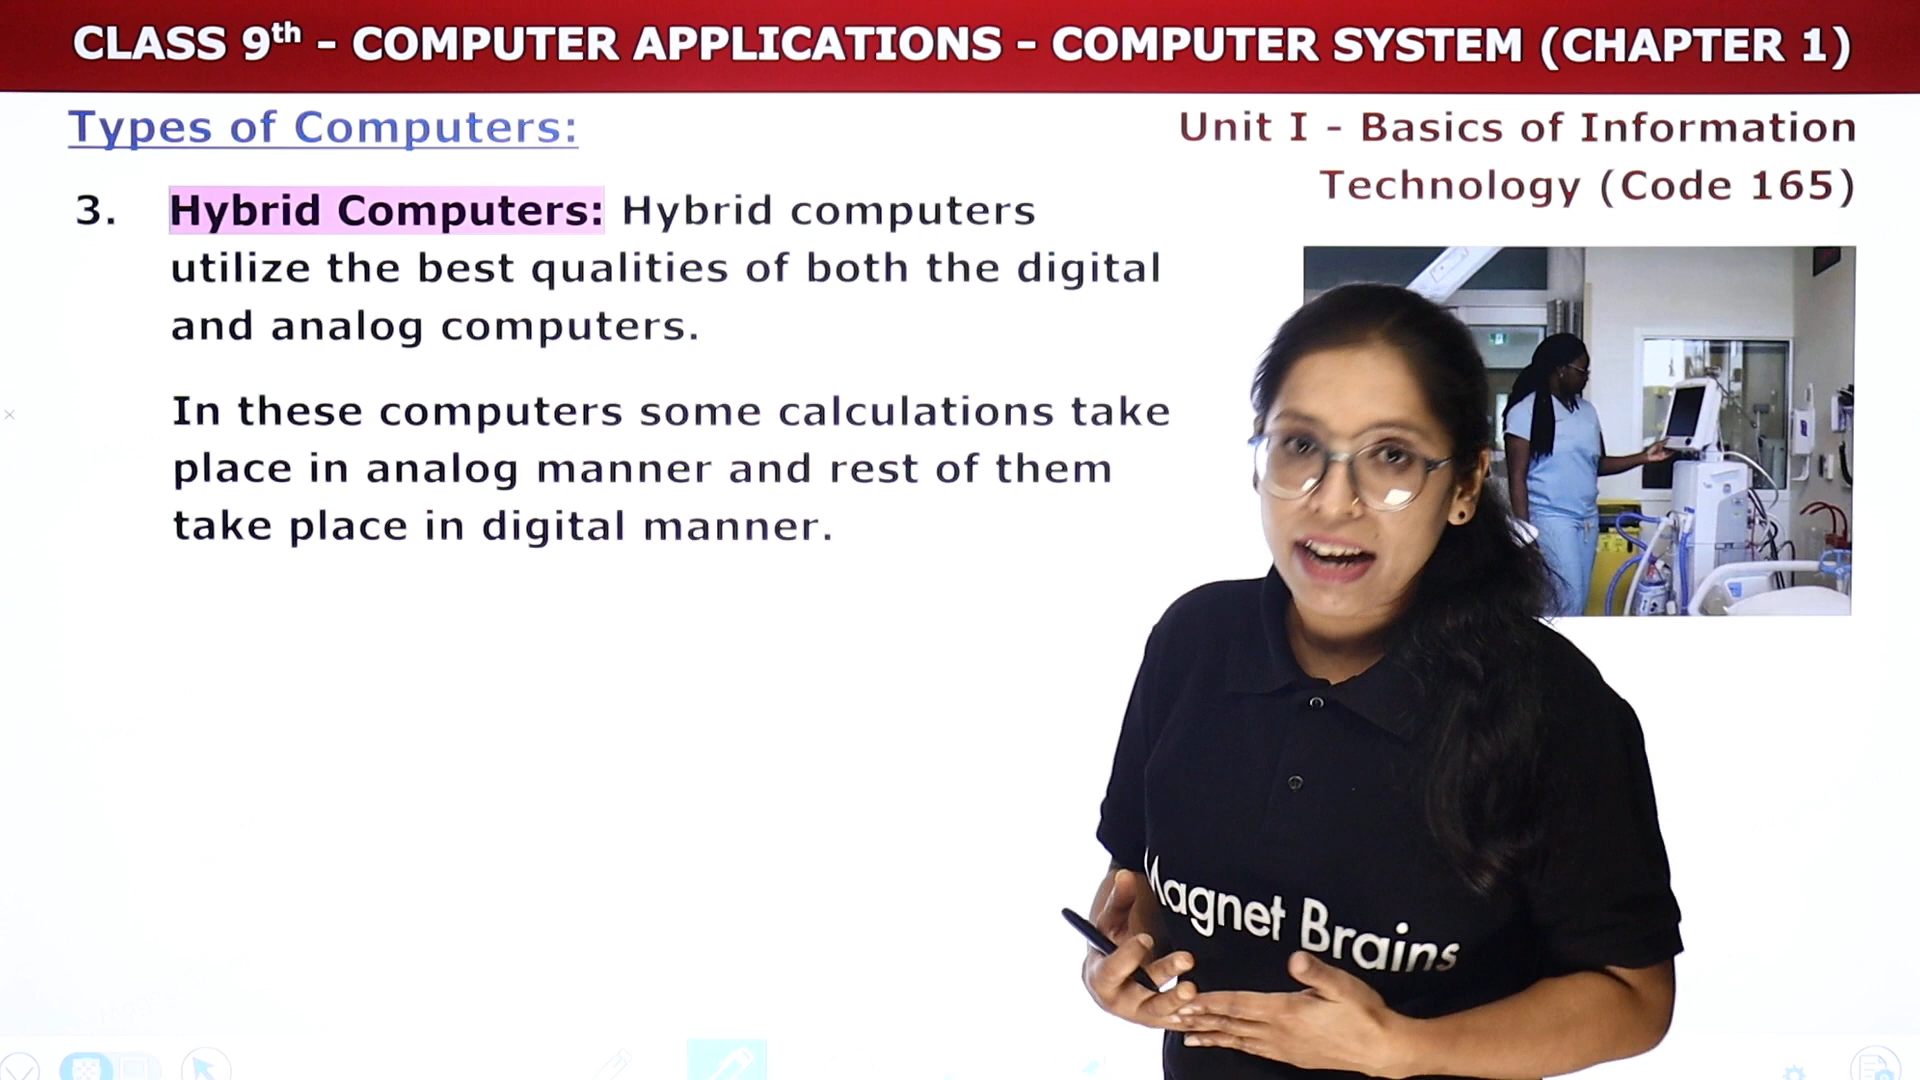 CLASS 9th - COMPUTER APPLICATIONS - COMPUTER SYSTEM (CHAPTER 1)
Types of Computers:
Unit I - Basics of Information
Technology (Code 165)
3. Hybrid Computers: Hybrid computers
utilize the best qualities of both the digital
and analog computers.
In these computers some calculations take
place in analog manner and rest of them
take place in digital manner.
Magnet Brains